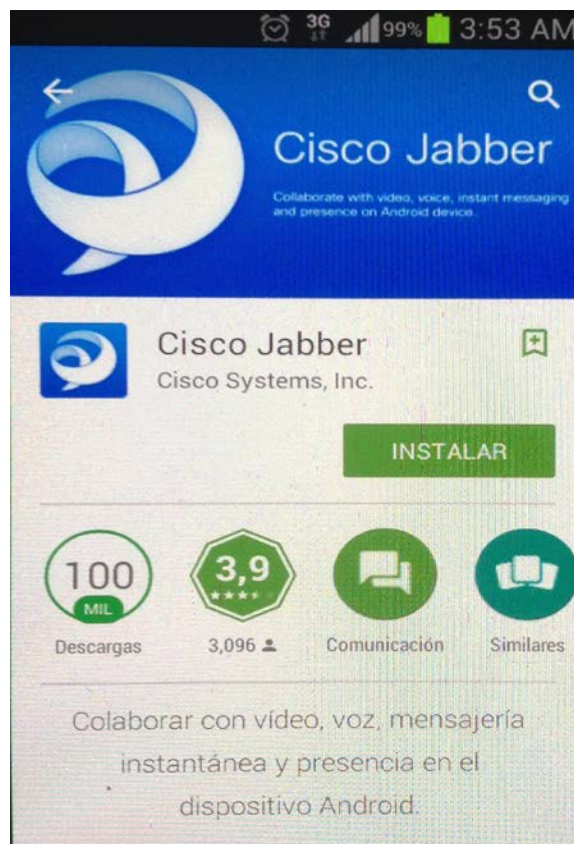 3G 99% 3:53 AM
Cisco Jabber
Collaborate with video, voice, instant messaging
and presence on Android device.
Cisco Jabber
Cisco Systems, Inc.
INSTALAR
100
MIL
3,9
Descargas 3,096 Comunicación Similares
Colaborar con vídeo, voz, mensajería
instantánea y presencia en el
dispositivo Android.